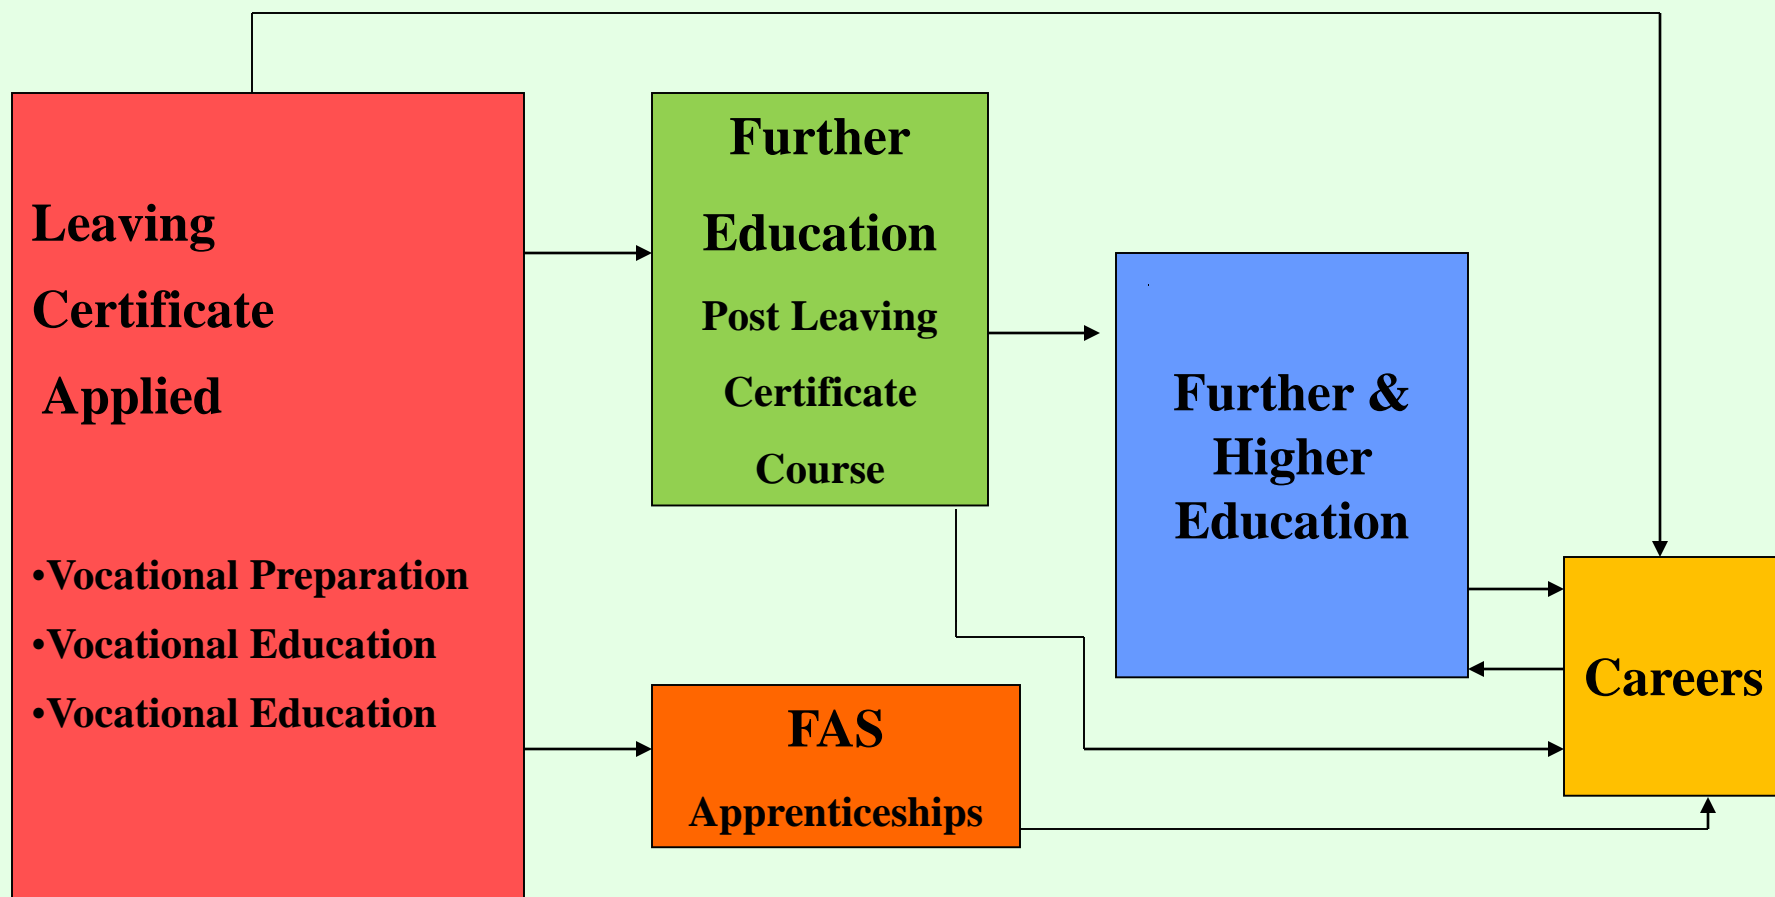 Leaving
Certificate
Applied
•Vocational Preparation
•Vocational Education
•Vocational Education
Further
Education
Post Leaving
Certificate
Course
FAS
Apprenticeships
Further &
Higher
Education
Careers